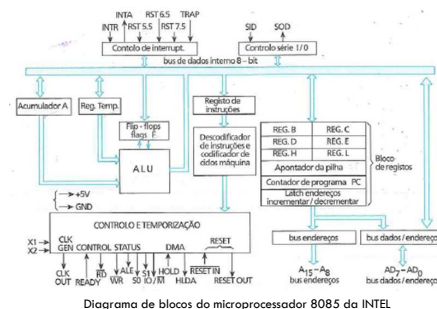 INTA
RST 6.5
TRAP
INTR
RST 5.5
RST 7.5
SID
SOD
Contolo de interrupt.
Controlo série 1/0
bus de dados interno 8-bit
Acumulador A
Reg. Temp.
Registo de
instruções
Flip-flops
flags F
ALU
Descodificador
de instruções e
codificador de
ciclos máquina
REG. B
REG. C
REG. D
REG. E
REG. H
REG. L
Apontador da pilha
Contador de programa PC
Latch endereços
incrementar / decrementar
Bloco
de registos
+5V
GND
CONTROLO E TEMPORIZAÇÃO
X1
X2
CLK
GEN
CONTROL
STATUS
DMA
RESET
CLK
OUT
READY
RD
WR
ALE
S0
S1
IO/M
HOLD
HLDA
RESET IN
RESET OUT
bus endereços
bus dados / endereço
A15-A8
bus endereços
AD7-AD0
bus dados/endereços
Diagrama de blocos do microprocessador 8085 da INTEL